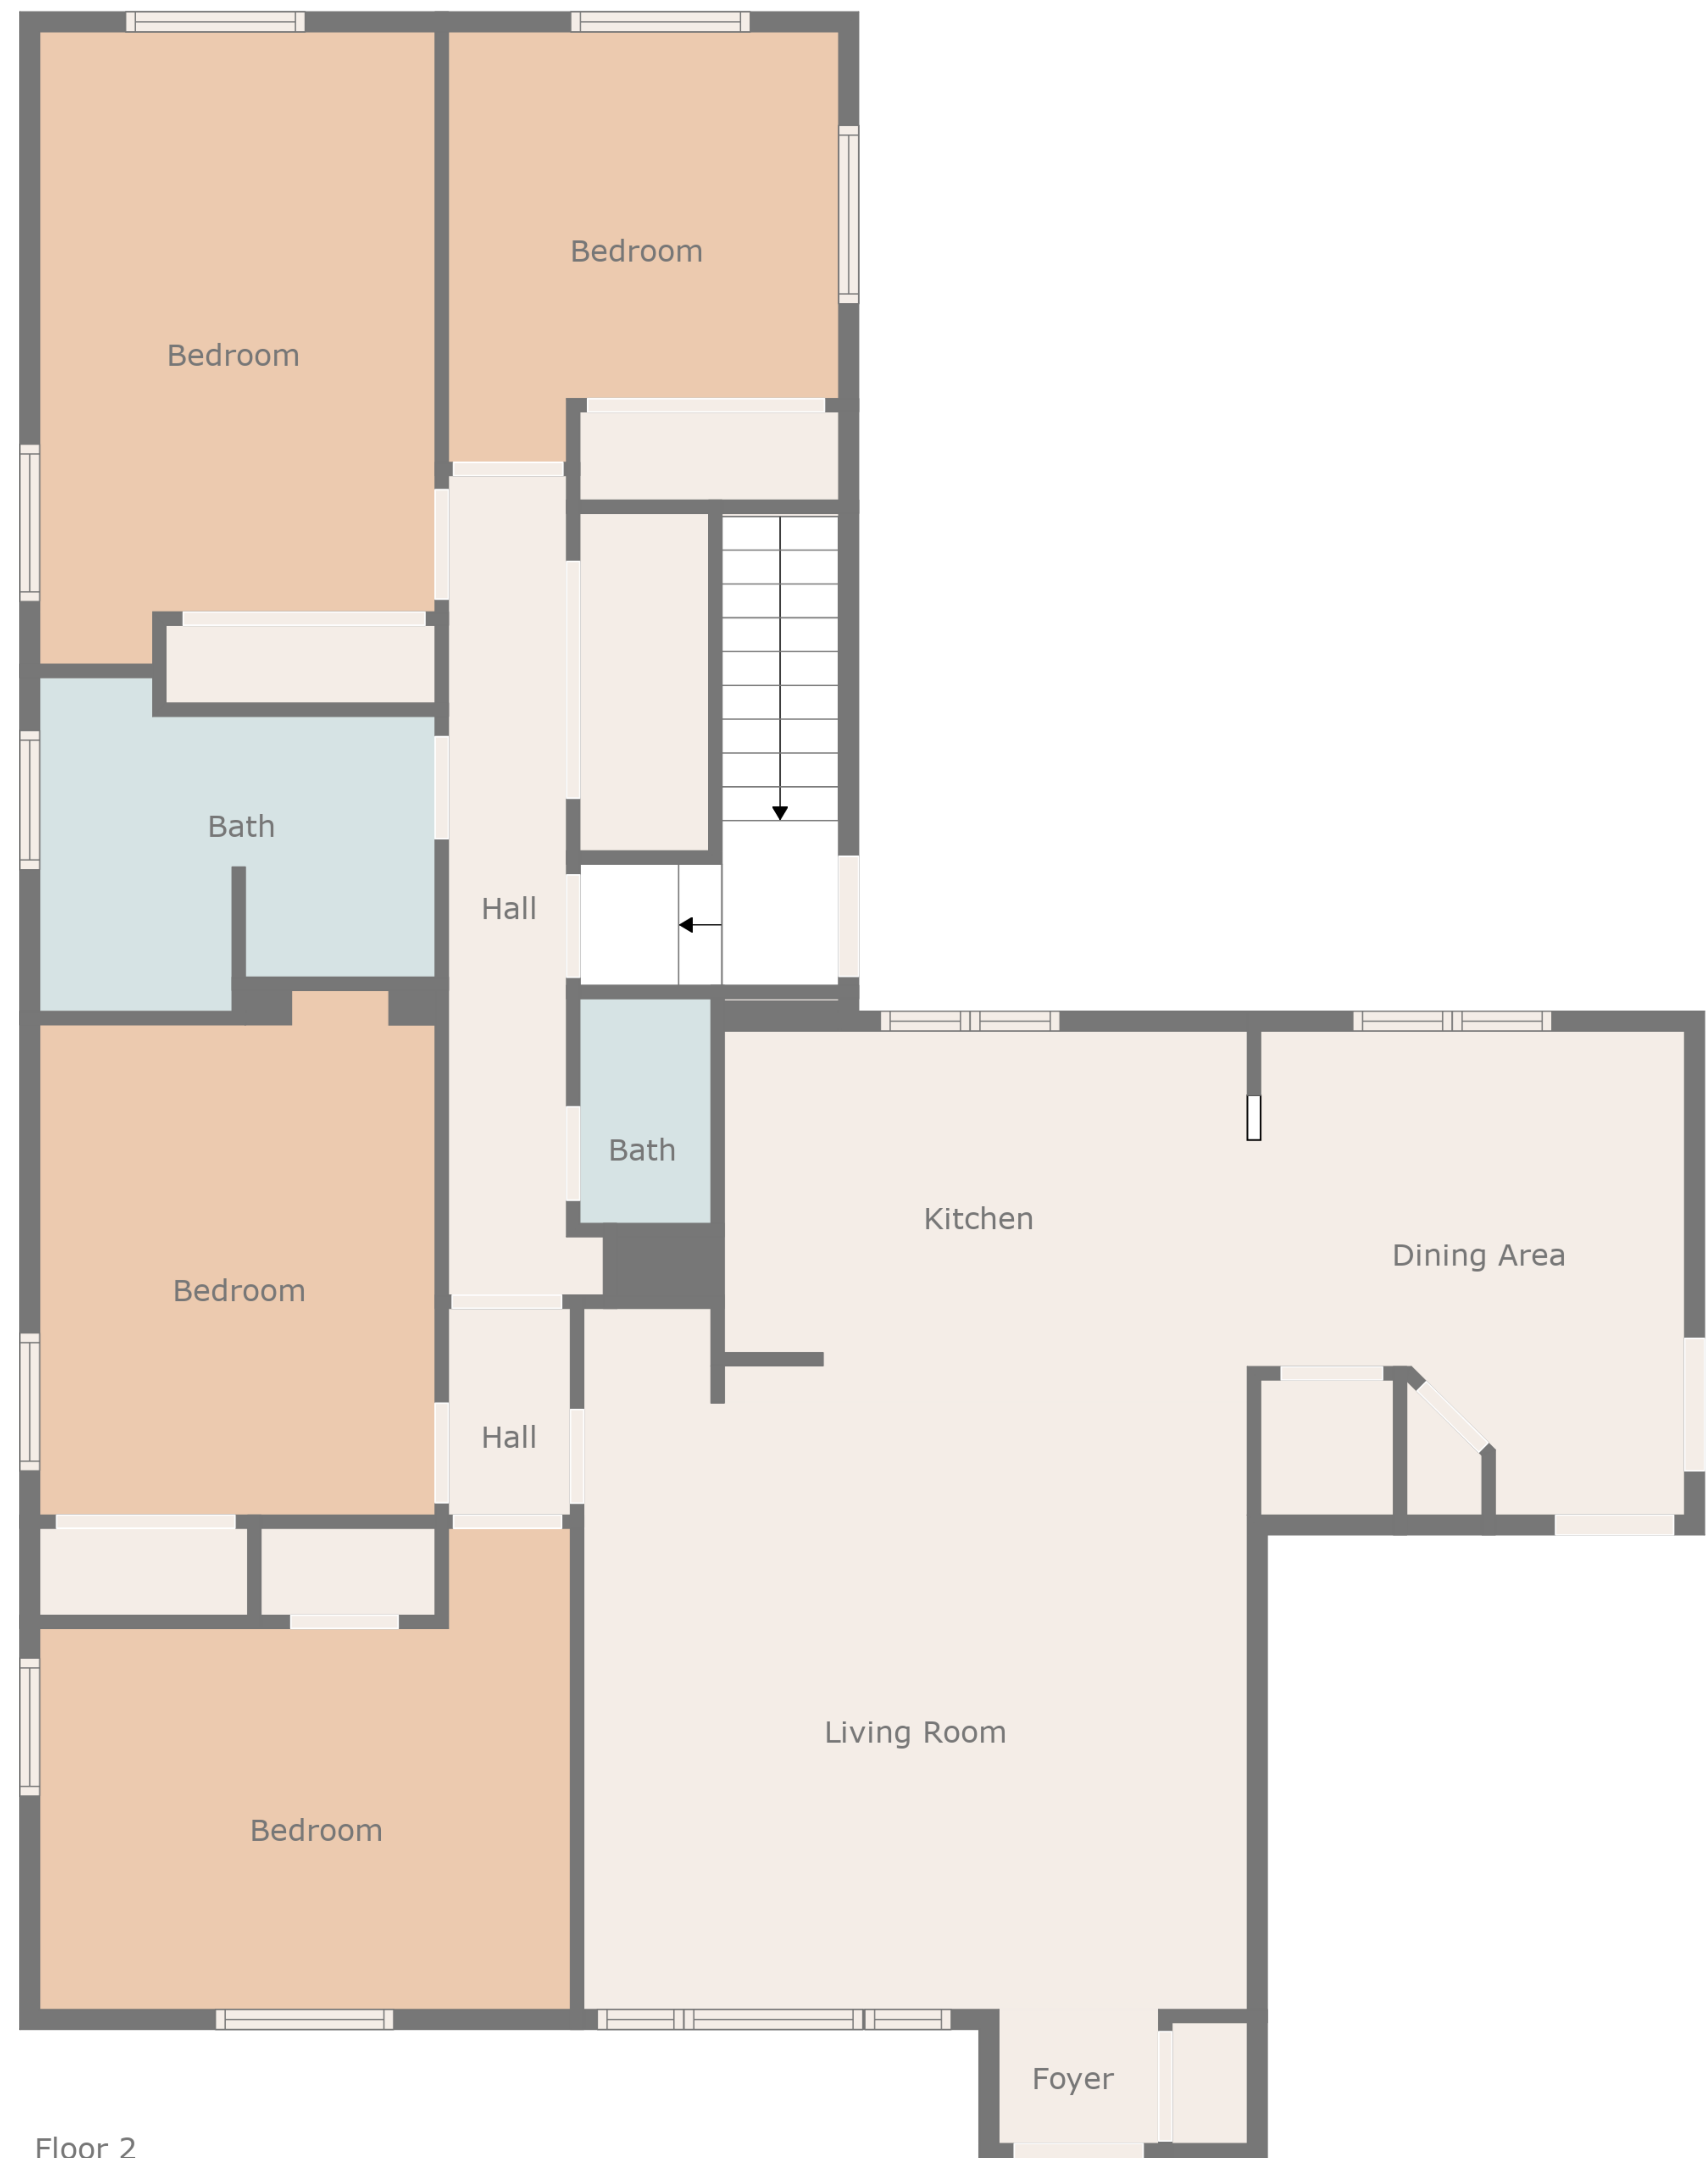 Bedroom
Bedroom
Bath
Hall
Bath
Kitchen
Dining Area
Bedroom
Hall
Living Room
Bedroom
Foyer
Floor 2